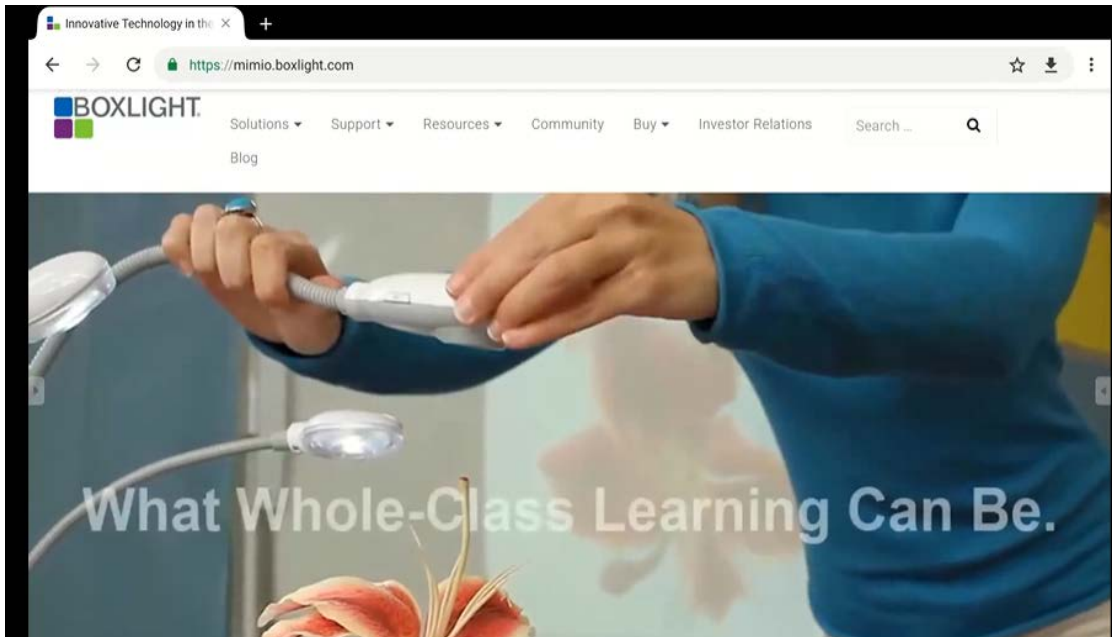 Innovative Technology in the
https://mimio.boxlight.com
BOXLIGHT
Solutions
Support
Resources
Community
Buy
Investor Relations
Search ...
Blog
What Whole-Class Learning Can Be.